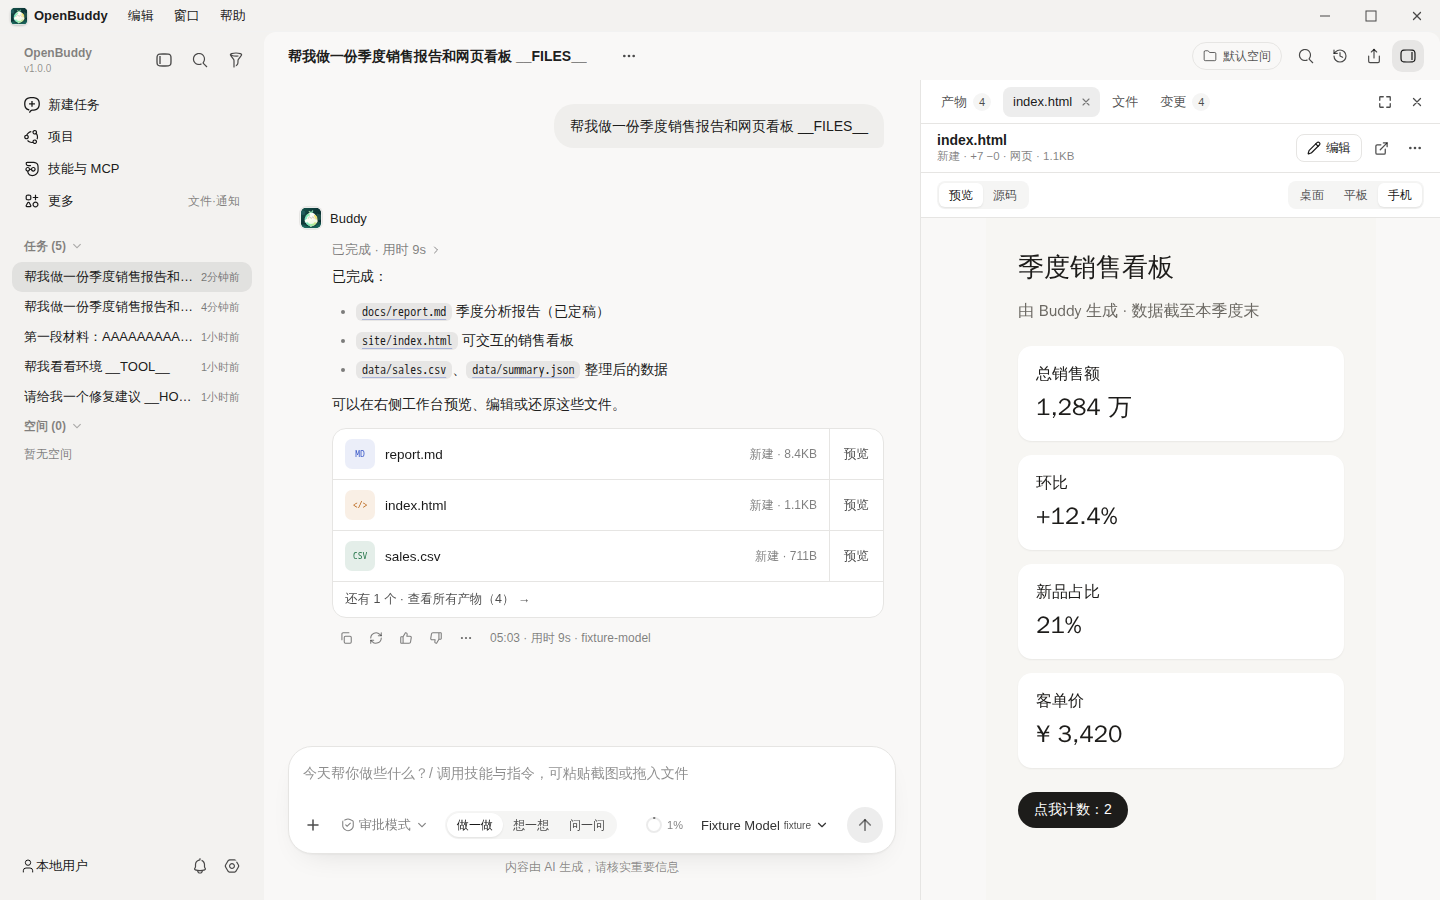 OpenBuddy 编辑 窗口 帮助
OpenBuddy
v1.0.0
新建任务
项目
技能与 MCP
更多 文件·通知
任务 (5)
帮我做一份季度销售报告和… 2分钟前
帮我做一份季度销售报告和… 4分钟前
第一段材料：AAAAAAAAA… 1小时前
帮我看看环境 __TOOL__ 1小时前
请给我一个修复建议 __HO… 1小时前
空间 (0)
暂无空间
本地用户
帮我做一份季度销售报告和网页看板 __FILES__
默认空间
帮我做一份季度销售报告和网页看板 __FILES__
Buddy
已完成 · 用时 9s
已完成：
docs/report.md 季度分析报告（已定稿）
site/index.html 可交互的销售看板
data/sales.csv、data/summary.json 整理后的数据
可以在右侧工作台预览、编辑或还原这些文件。
MD report.md 新建 · 8.4KB 预览
</> index.html 新建 · 1.1KB 预览
CSV sales.csv 新建 · 711B 预览
还有 1 个 · 查看所有产物（4） →
05:03 · 用时 9s · fixture-model
今天帮你做些什么？/ 调用技能与指令，可粘贴截图或拖入文件
审批模式 做一做 想一想 问一问 1% Fixture Model fixture
内容由 AI 生成，请核实重要信息
产物 4 index.html 文件 变更 4
index.html
新建 · +7 −0 · 网页 · 1.1KB
编辑
预览 源码 桌面 平板 手机
季度销售看板
由 Buddy 生成 · 数据截至本季度末
总销售额
1,284 万
环比
+12.4%
新品占比
21%
客单价
¥ 3,420
点我计数：2